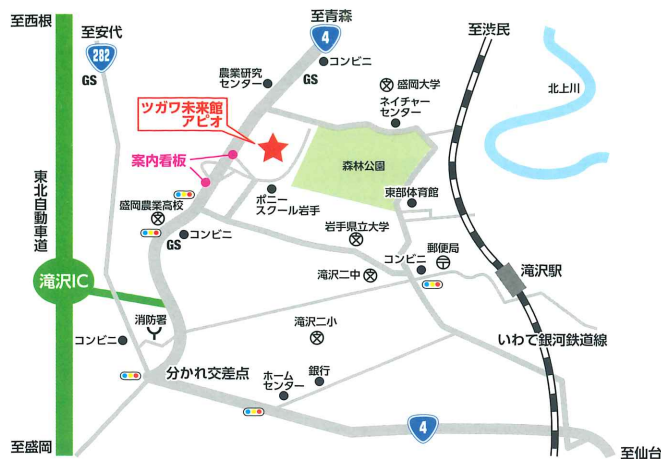 至西根
至安代
282
GS
至青森
4
GS
コンビニ
至渋民
農業研究
センター
盛岡大学
ネイチャー
センター
北上川
ツガワ未来館
アピオ
案内看板
森林公園
東北自動車道
盛岡農業高校
ポニー
スクール岩手
東部体育館
GS
コンビニ
岩手県立大学
コンビニ
郵便局
滝沢二中
滝沢駅
滝沢IC
消防署
コンビニ
滝沢二小
いわて銀河鉄道線
分かれ交差点
ホーム
センター
銀行
4
至盛岡
至仙台